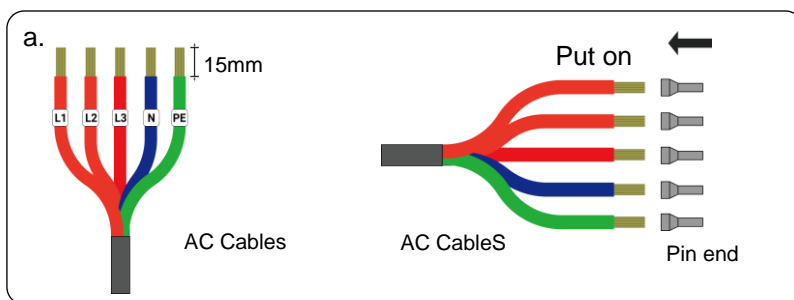 a.
15mm
L1 L2 L3 N PE
AC Cables
Put on
AC CableS
Pin end